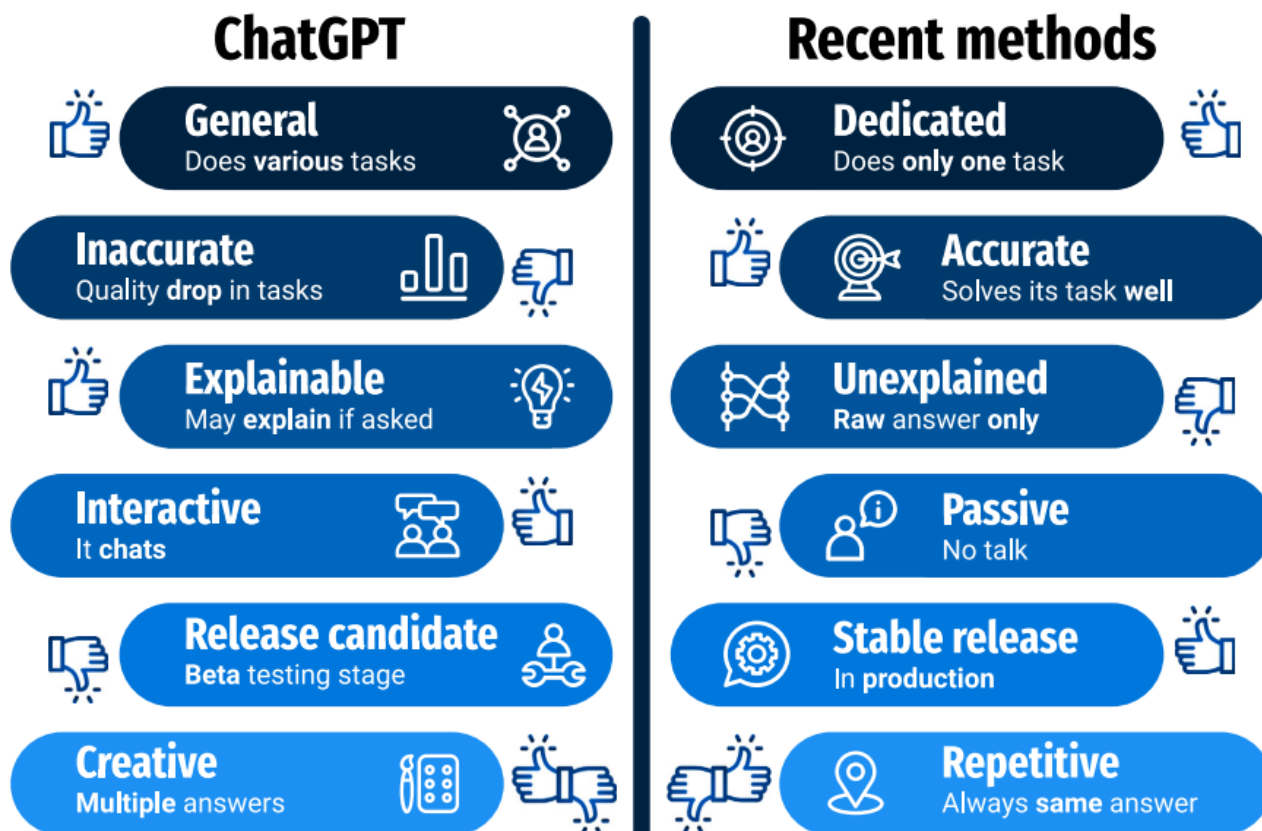 ChatGPT
General
Does various tasks
Inaccurate
Quality drop in tasks
Explainable
May explain if asked
Interactive
It chats
Release candidate
Beta testing stage
Creative
Multiple answers
Recent methods
Dedicated
Does only one task
Accurate
Solves its task well
Unexplained
Raw answer only
Passive
No talk
Stable release
In production
Repetitive
Always same answer